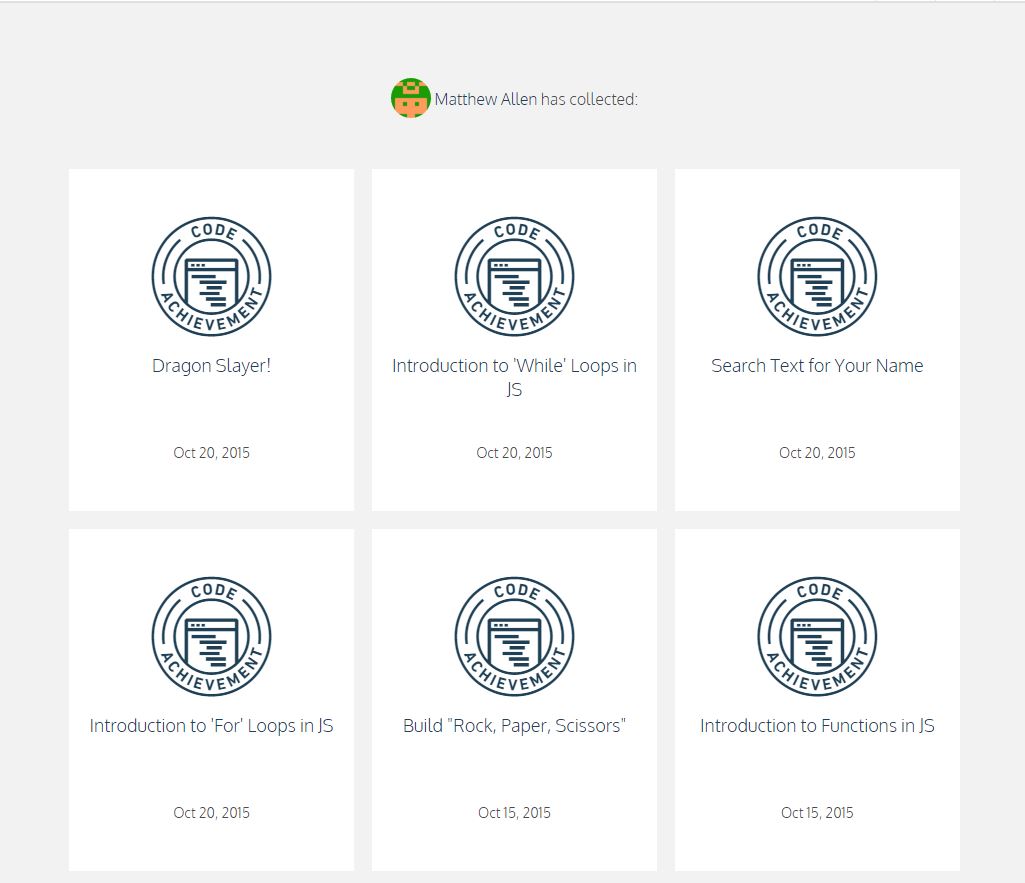 Matthew Allen has collected:
CODE ACHIEVEMENT
Dragon Slayer!
Oct 20, 2015
CODE ACHIEVEMENT
Introduction to 'While' Loops in
JS
Oct 20, 2015
CODE ACHIEVEMENT
Search Text for Your Name
Oct 20, 2015
CODE ACHIEVEMENT
Introduction to 'For' Loops in JS
Oct 20, 2015
CODE ACHIEVEMENT
Build "Rock, Paper, Scissors"
Oct 15, 2015
CODE ACHIEVEMENT
Introduction to Functions in JS
Oct 15, 2015